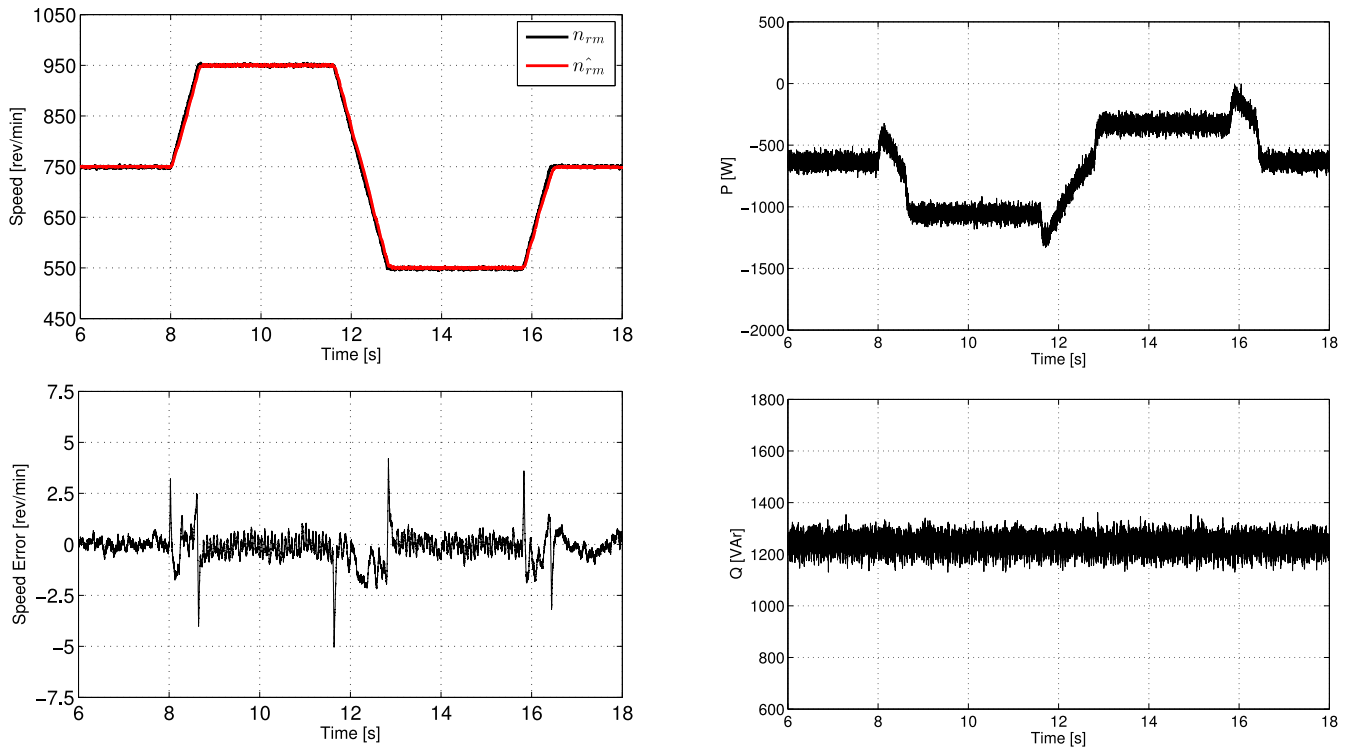 1050
950
850
750
650
550
450
Speed [rev/min]
6 8 10 12 14 16 18
Time [s]
n_rm
n̂_rm
500
0
−500
−1000
−1500
−2000
P [W]
6 8 10 12 14 16 18
Time [s]
7.5
5
2.5
0
−2.5
−5
−7.5
Speed Error [rev/min]
6 8 10 12 14 16 18
Time [s]
1800
1600
1400
1200
1000
800
600
Q [VAr]
6 8 10 12 14 16 18
Time [s]